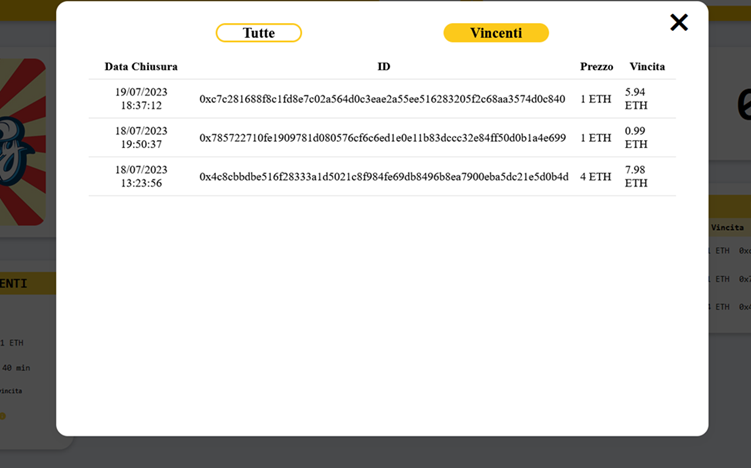 Tutte
Vincenti
Data Chiusura ID Prezzo Vincita
19/07/2023
18:37:12
0xc7c281688f8c1fd8e7c02a564d0c3eae2a55ee516283205f2c68aa3574d0c840
1 ETH
5.94
ETH
18/07/2023
19:50:37
0x785722710fe1909781d080576cf6c6ed1e0e11b83dccc32e84ff50d0b1a4e699
1 ETH
0.99
ETH
18/07/2023
13:23:56
0x4c8cbbdbe516f28333a1d5021c8f984fe69db8496b8ea7900eba5dc21e5d0b4d
4 ETH
7.98
ETH
ENTI
1 ETH
40 min
vincita
Vincita
1 ETH
ETH
ETH